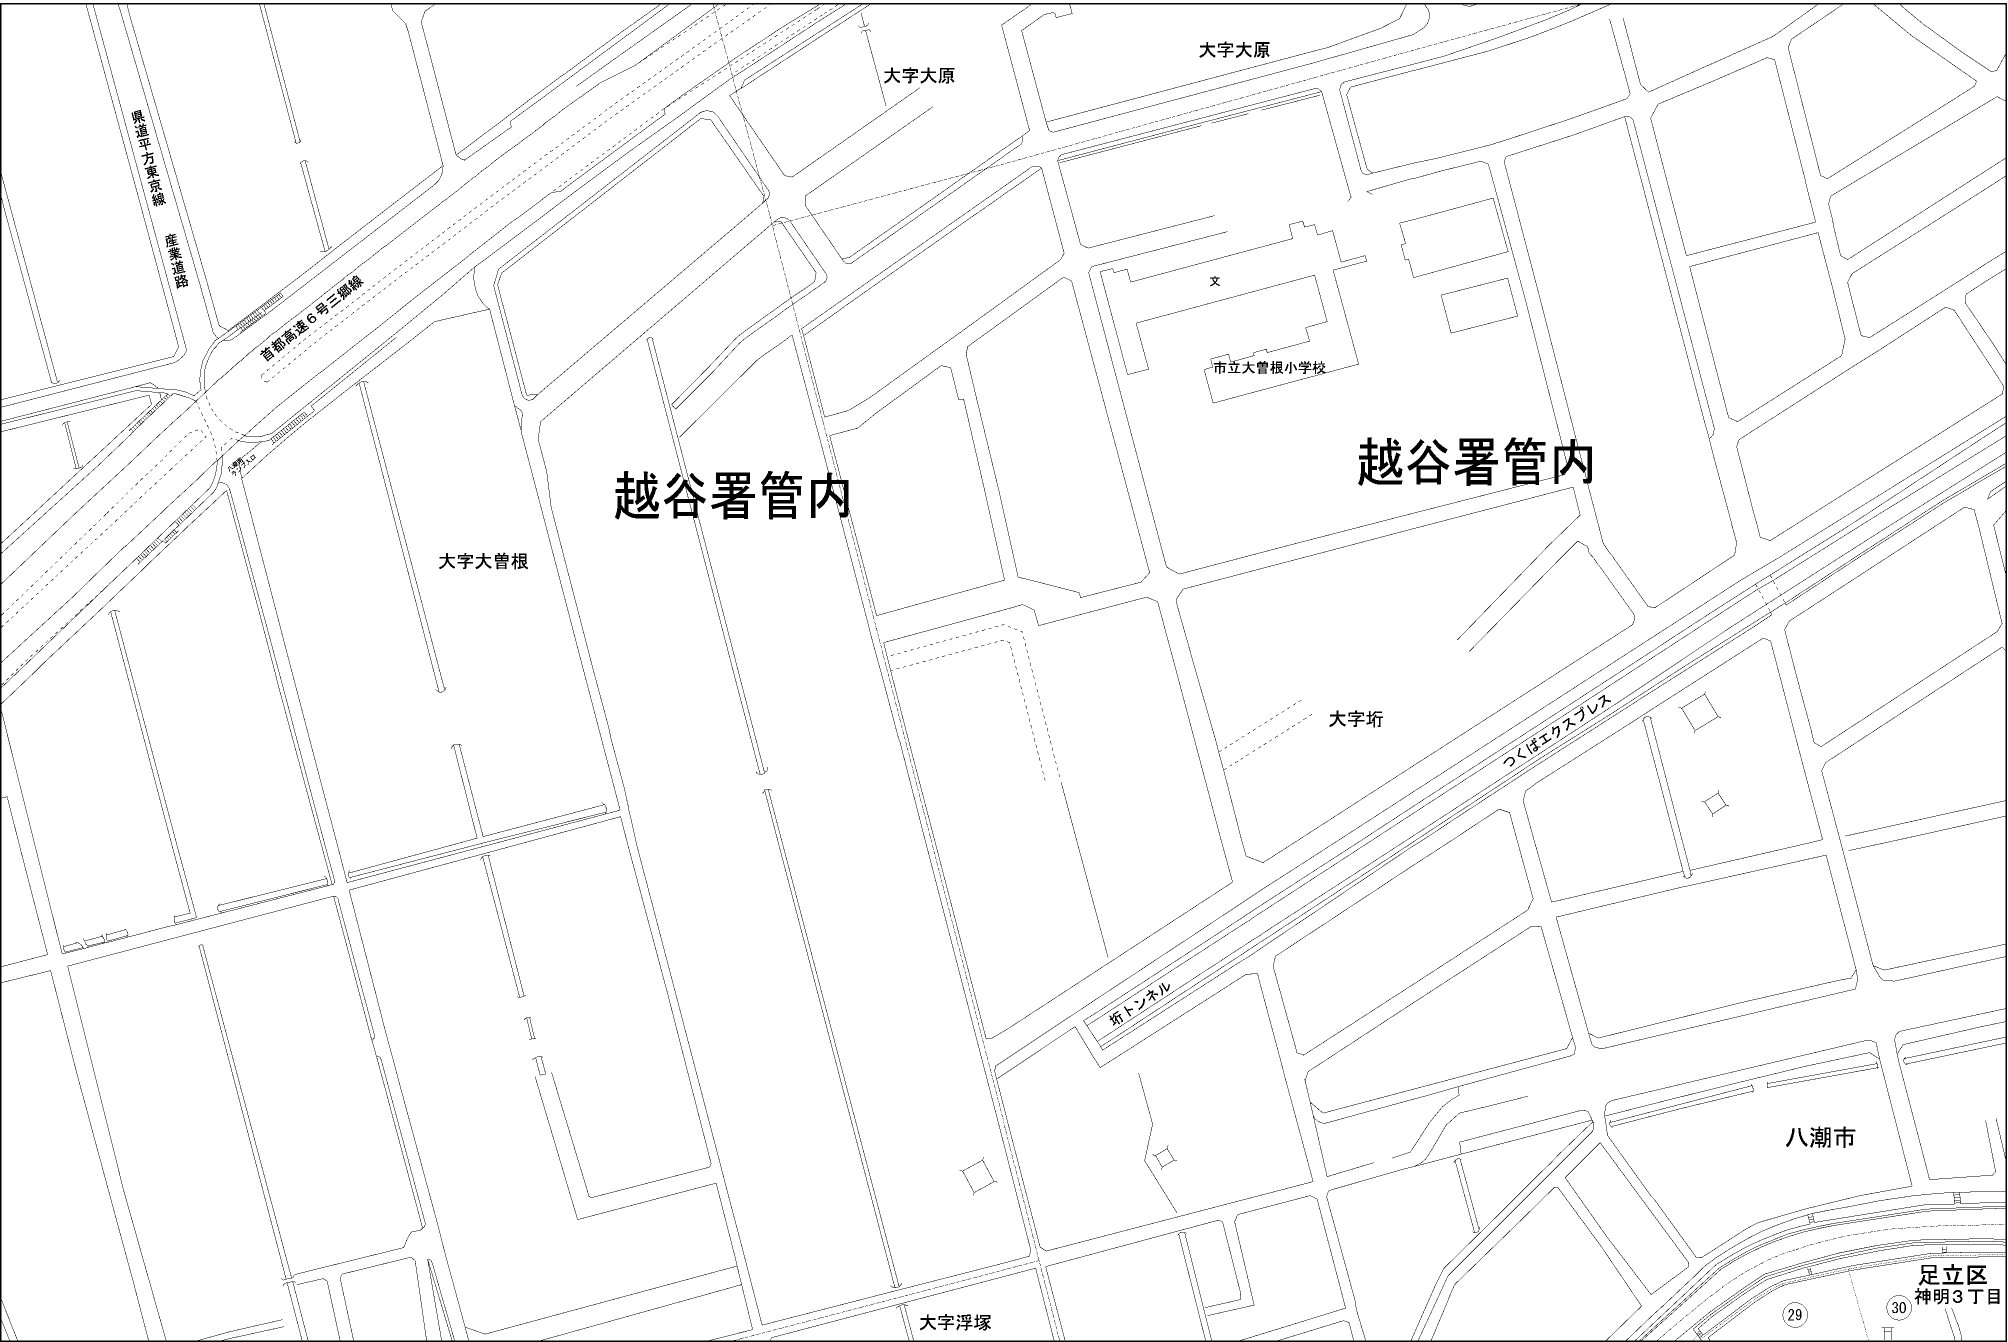 大字大原
大字大原
県道平方東京線
産業道路
首都高速６号三郷線
文
市立大曽根小学校
越谷署管内
越谷署管内
大字大曽根
大字垳
つくばエクスプレス
垳トンネル
八潮市
足立区
神明３丁目
29
30
大字浮塚